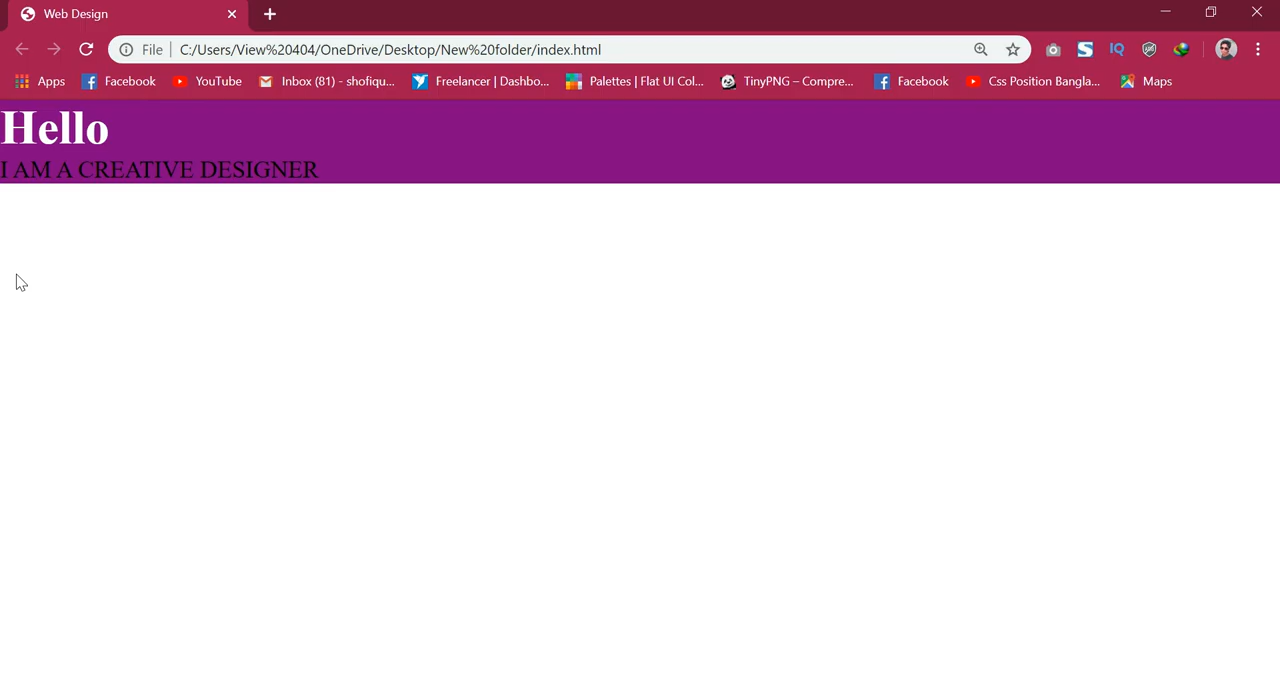 Web Design
File C:/Users/View%20404/OneDrive/Desktop/New%20folder/index.html
IQ
Apps Facebook YouTube Inbox (81) - shofiqu... Freelancer | Dashbo... Palettes | Flat UI Col... TinyPNG – Compre... Facebook Css Position Bangla... Maps
Hello
I AM A CREATIVE DESIGNER